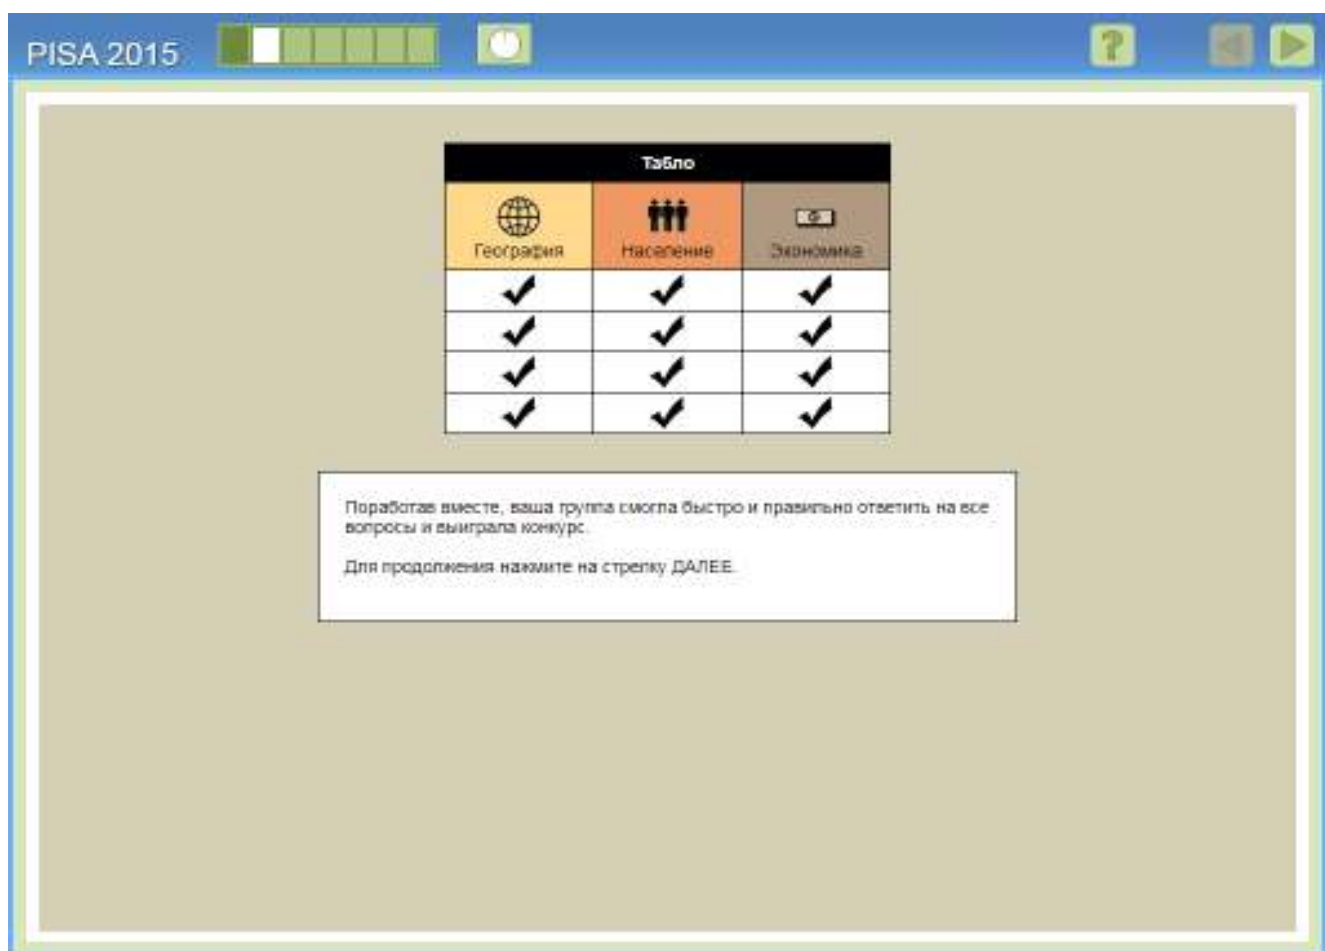 PISA 2015
?
Табло
География Население Экономика
Поработав вместе, ваша группа смогла быстро и правильно ответить на все
вопросы и выиграла конкурс.
Для продолжения нажмите на стрелку ДАЛЕЕ.